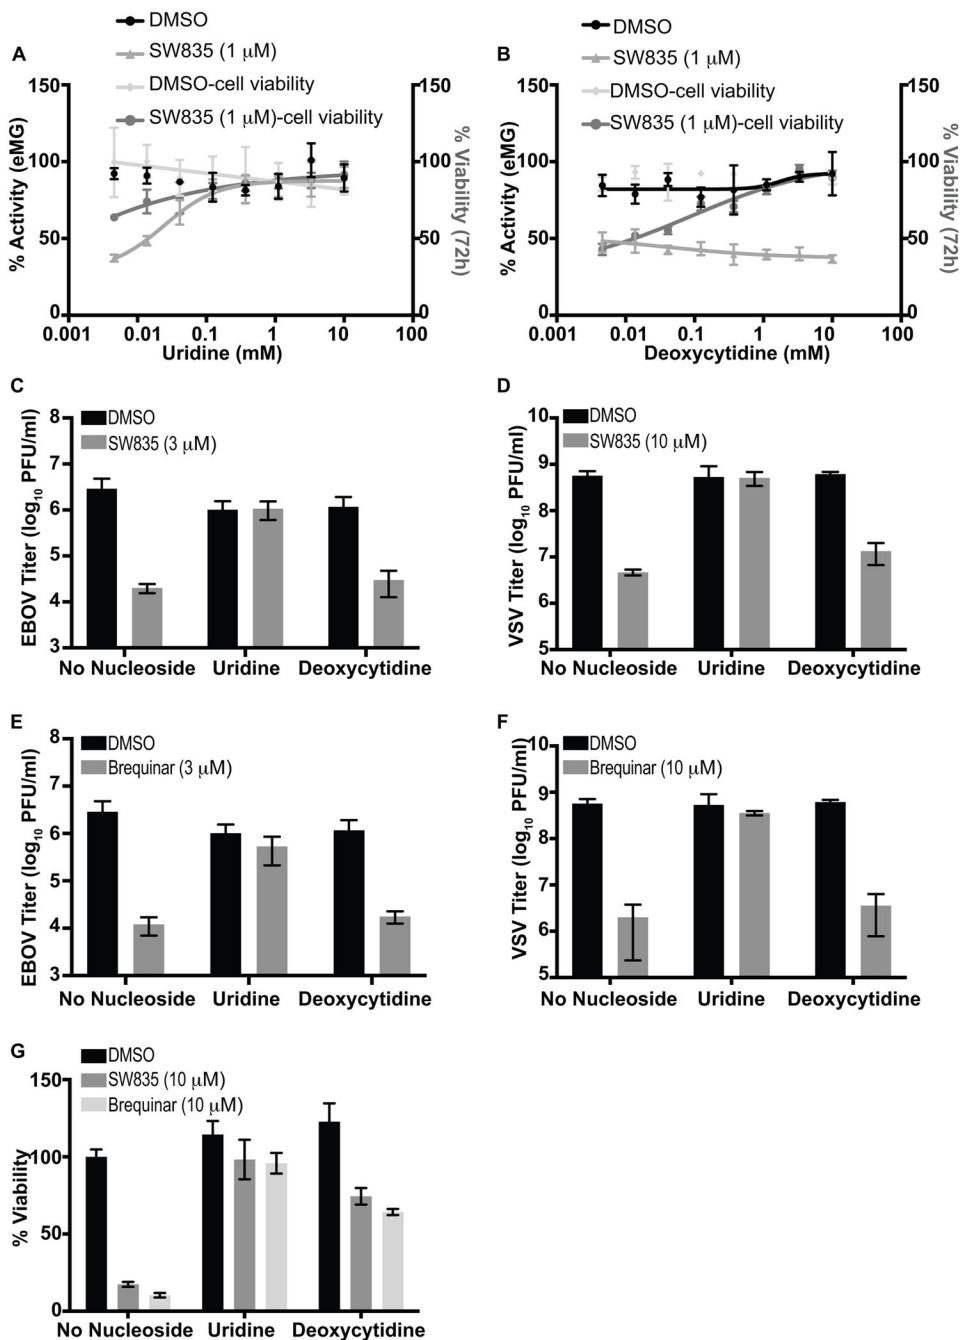 A
DMSO
SW835 (1 μM)
DMSO-cell viability
SW835 (1 μM)-cell viability
% Activity (eMG)
150
100
50
0
150
100
50
0
% Viability (72h)
0.001 0.01 0.1 1 10 100
Uridine (mM)
B
DMSO
SW835 (1 μM)
DMSO-cell viability
SW835 (1 μM)-cell viability
% Activity (eMG)
150
100
50
0
150
100
50
0
% Viability (72h)
0.001 0.01 0.1 1 10 100
Deoxycytidine (mM)
C
DMSO
SW835 (3 μM)
EBOV Titer (log10 PFU/ml)
8
7
6
5
4
3
No Nucleoside Uridine Deoxycytidine
D
DMSO
SW835 (10 μM)
VSV Titer (log10 PFU/ml)
10
9
8
7
6
5
No Nucleoside Uridine Deoxycytidine
E
DMSO
Brequinar (3 μM)
EBOV Titer (log10 PFU/ml)
8
7
6
5
4
3
No Nucleoside Uridine Deoxycytidine
F
DMSO
Brequinar (10 μM)
VSV Titer (log10 PFU/ml)
10
9
8
7
6
5
No Nucleoside Uridine Deoxycytidine
G
DMSO
SW835 (10 μM)
Brequinar (10 μM)
% Viability
150
100
50
0
No Nucleoside Uridine Deoxycytidine